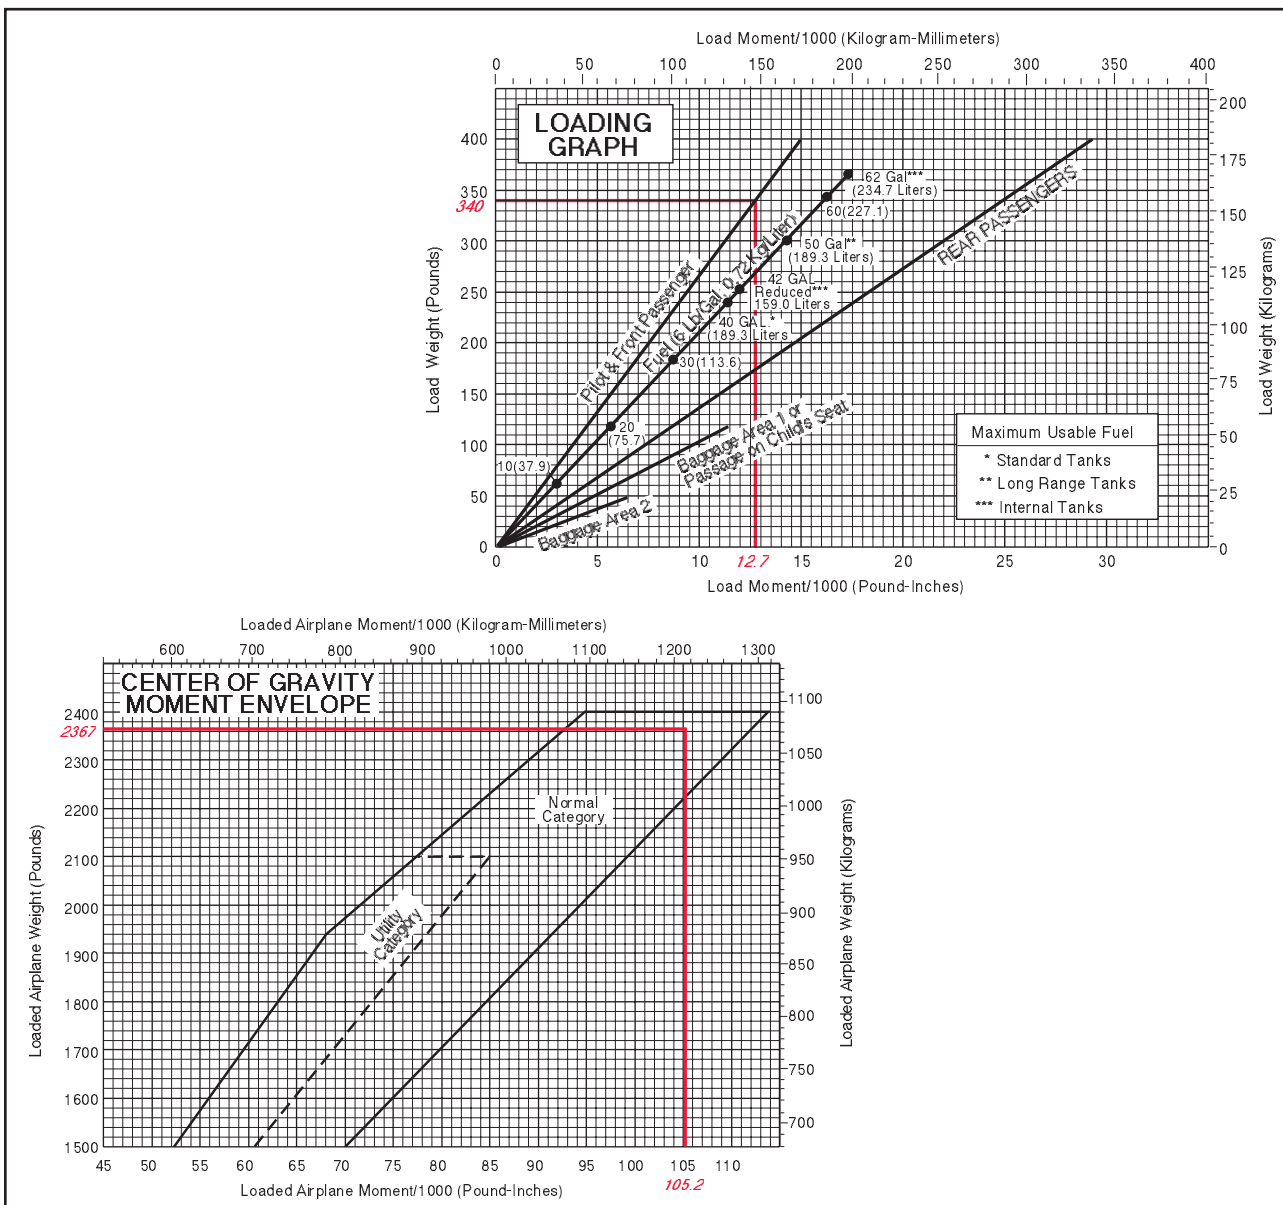 Load Moment/1000 (Kilogram-Millimeters)
0 50 100 150 200 250 300 350 400
LOADING
GRAPH
400
350
340
300
250
200
150
100
50
0
Load Weight (Pounds)
200
175
150
125
100
75
50
25
0
Load Weight (Kilograms)
Pilot & Front Passenger
Fuel (6 Lb/Gal; 0.72 Kg/Liter)
REAR PASSENGERS
Baggage Area 1 or
Passage on Child's Seat
Baggage Area 2
62 Gal***
(234.7 Liters)
60(227.1)
50 Gal**
(189.3 Liters)
42 GAL
Reduced***
159.0 Liters
40 GAL.*
(189.3 Liters
30(113.6)
20
(75.7)
10(37.9)
Maximum Usable Fuel
* Standard Tanks
** Long Range Tanks
*** Internal Tanks
0 5 10 12.7 15 20 25 30
Load Moment/1000 (Pound-Inches)
Loaded Airplane Moment/1000 (Kilogram-Millimeters)
600 700 800 900 1000 1100 1200 1300
CENTER OF GRAVITY
MOMENT ENVELOPE
2400
2367
2300
2200
2100
2000
1900
1800
1700
1600
1500
Loaded Airplane Weight (Pounds)
1100
1050
1000
950
900
850
800
750
700
Loaded Airplane Weight (Kilograms)
Normal
Category
Utility
Category
45 50 55 60 65 70 75 80 85 90 95 100 105 110
105.2
Loaded Airplane Moment/1000 (Pound-Inches)